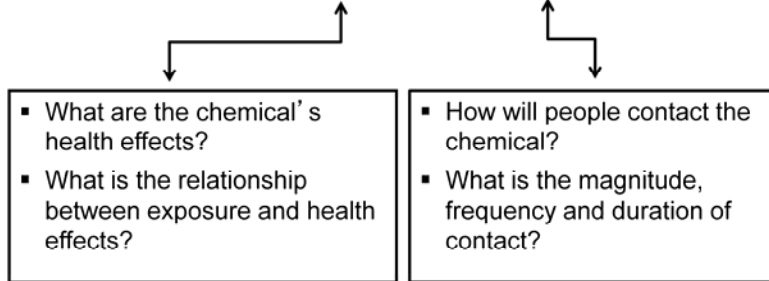 ▪ What are the chemical's
health effects?
▪ What is the relationship
between exposure and health
effects?
▪ How will people contact the
chemical?
▪ What is the magnitude,
frequency and duration of
contact?